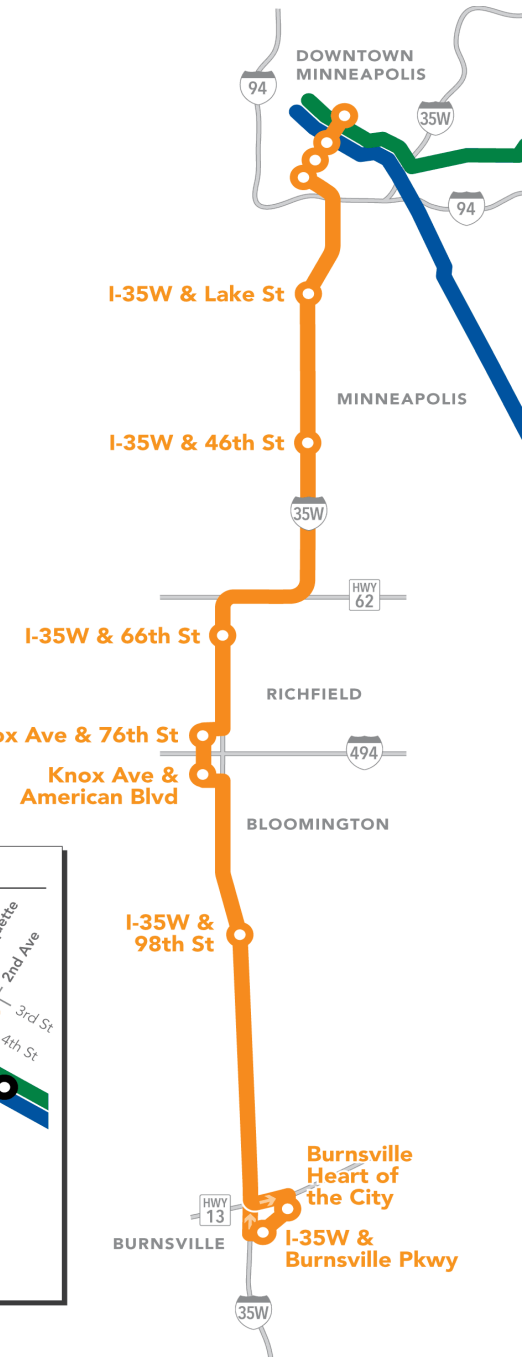 DOWNTOWN
MINNEAPOLIS
94
35W
94
I-35W & Lake St
MINNEAPOLIS
I-35W & 46th St
35W
HWY
62
I-35W & 66th St
RICHFIELD
Ave & 76th St
494
Knox Ave &
American Blvd
BLOOMINGTON
I-35W &
98th St
2nd Ave
3rd St
4th St
Burnsville
Heart of
the City
HWY
13
BURNSVILLE
I-35W &
Burnsville Pkwy
35W